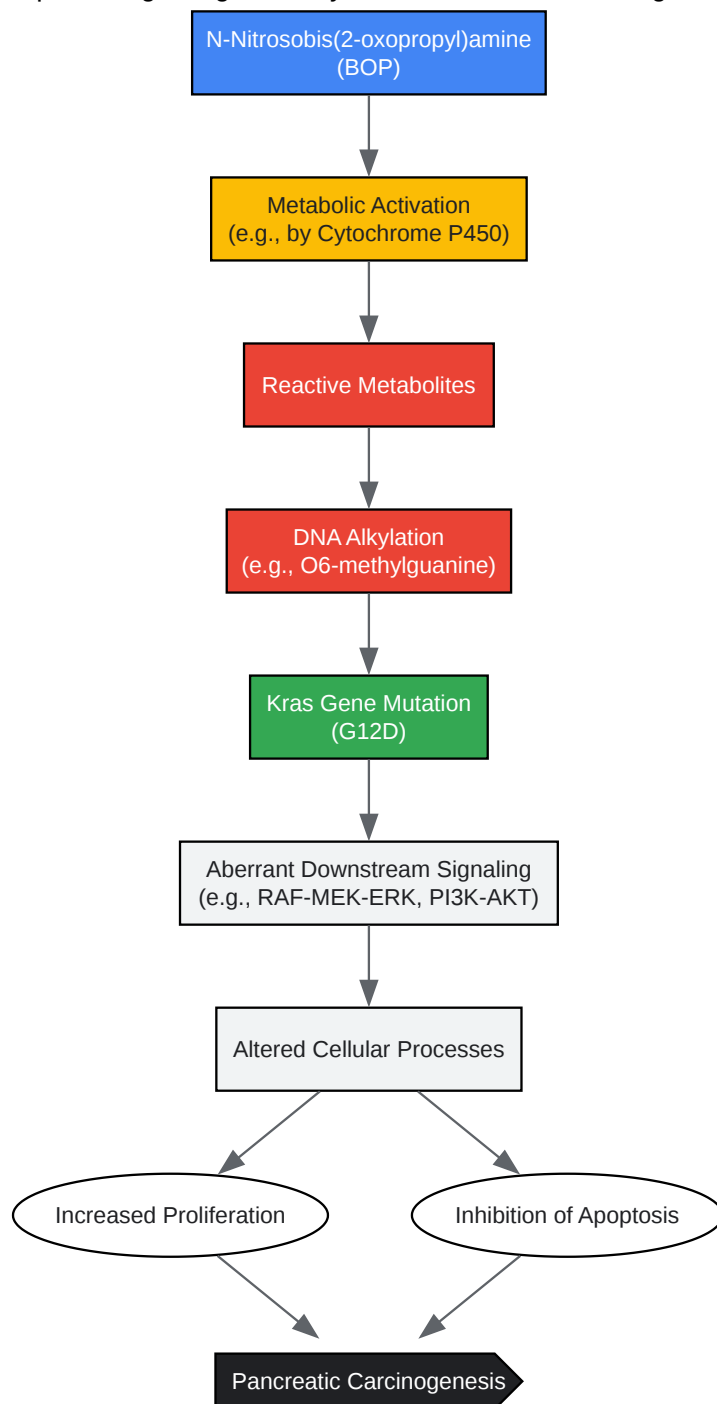 N-Nitrosobis(2-oxopropyl)amine
(BOP)
Metabolic Activation
(e.g., by Cytochrome P450)
Reactive Metabolites
DNA Alkylation
(e.g., O6-methylguanine)
Kras Gene Mutation
(G12D)
Aberrant Downstream Signaling
(e.g., RAF-MEK-ERK, PI3K-AKT)
Altered Cellular Processes
Increased Proliferation
Inhibition of Apoptosis
Pancreatic Carcinogenesis